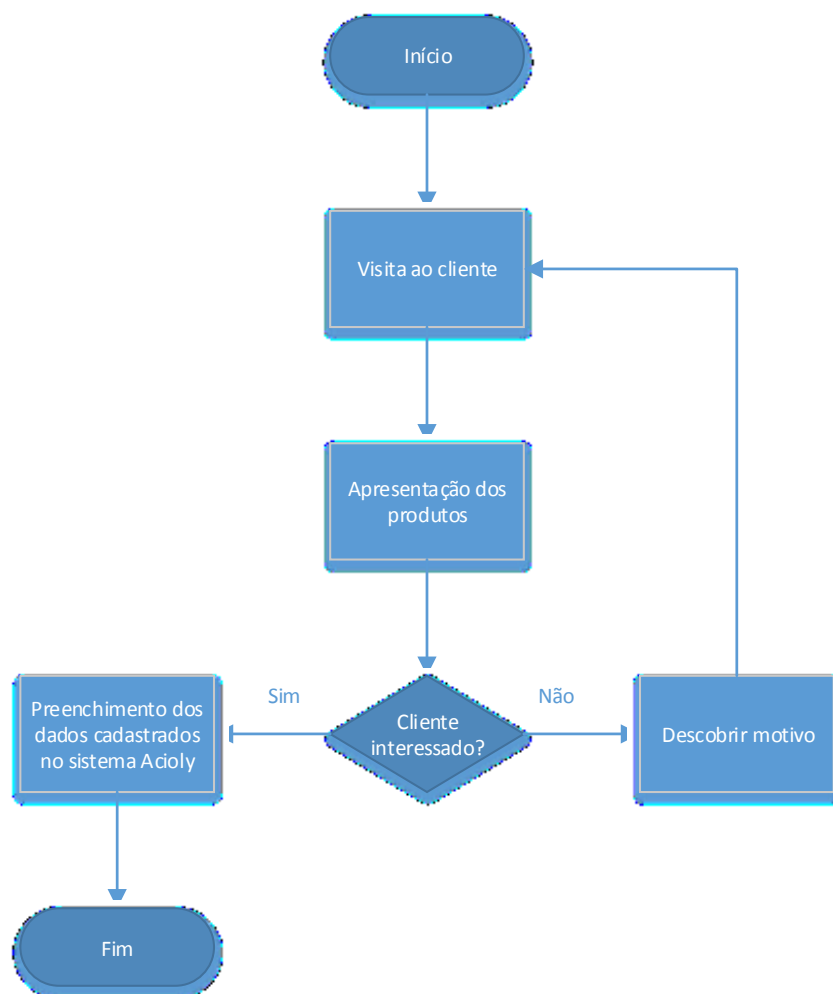 Início
Visita ao cliente
Apresentação dos
produtos
Sim
Não
Preenchimento dos
dados cadastrados
no sistema Acioly
Cliente
interessado?
Descobrir motivo
Fim